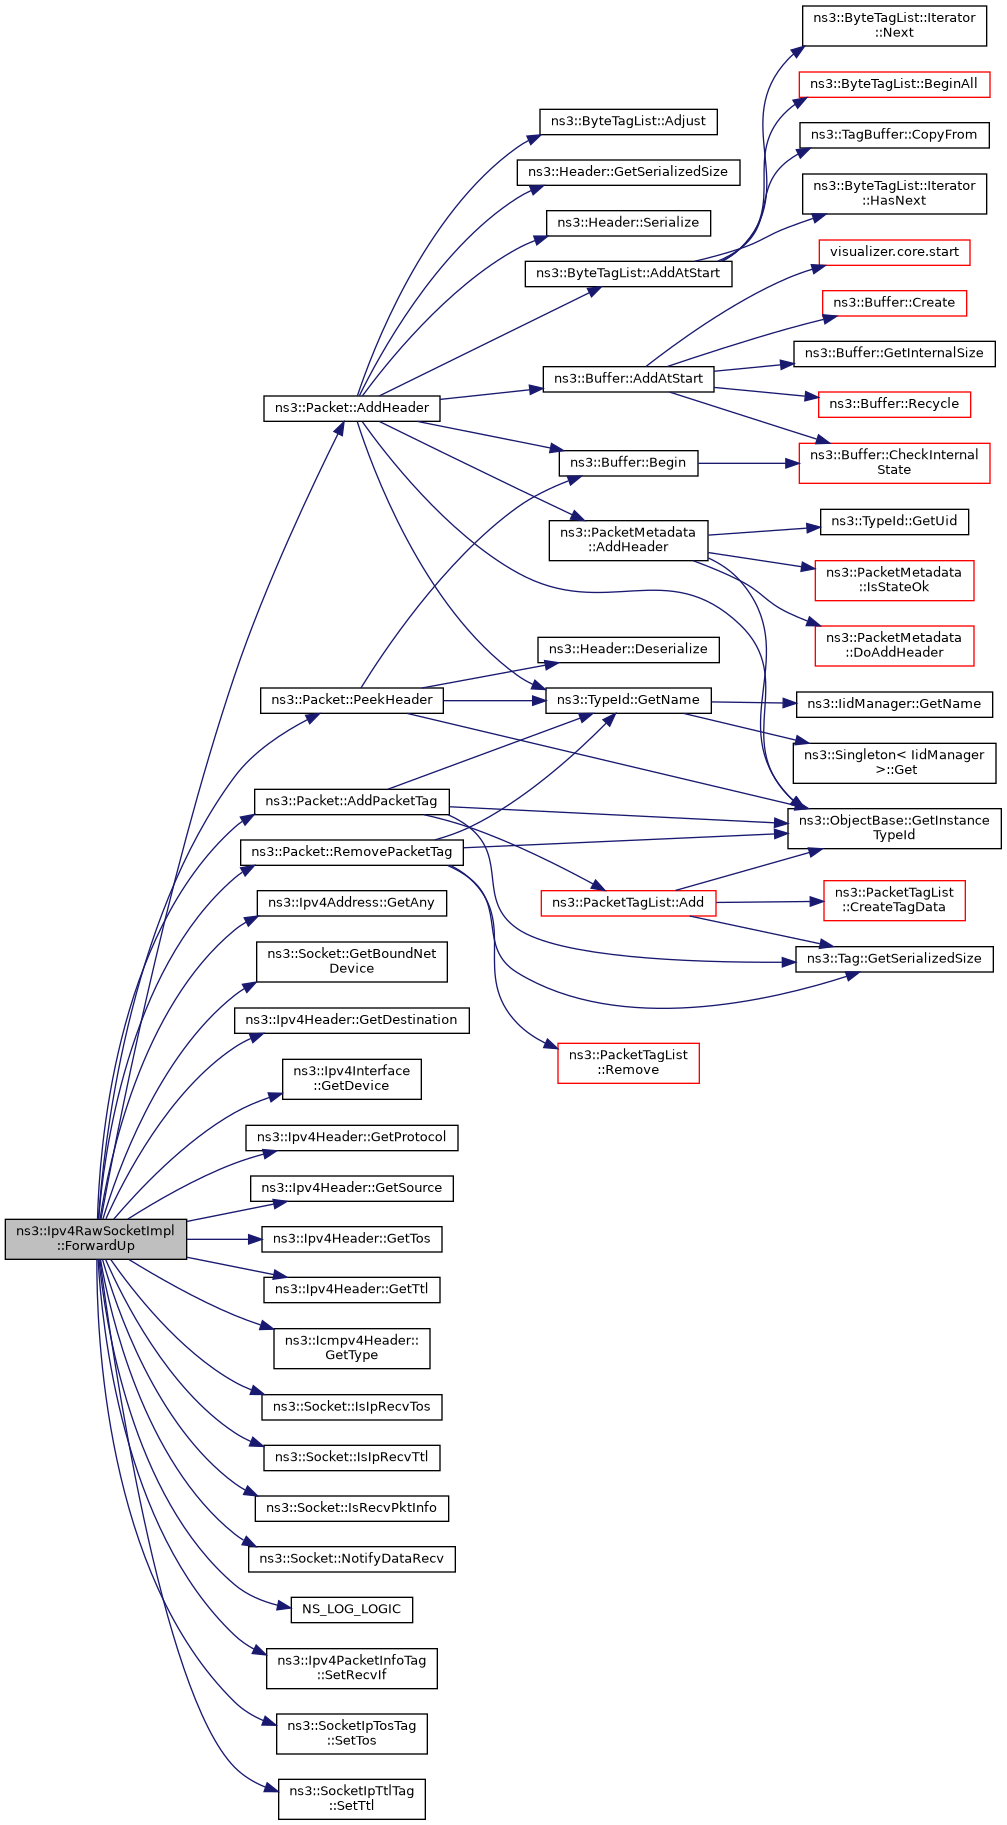 ns3::ByteTagList::Iterator
::Next
ns3::ByteTagList::BeginAll
ns3::ByteTagList::Adjust
ns3::TagBuffer::CopyFrom
ns3::Header::GetSerializedSize
ns3::ByteTagList::Iterator
::HasNext
ns3::Header::Serialize
visualizer.core.start
ns3::ByteTagList::AddAtStart
ns3::Buffer::Create
ns3::Buffer::GetInternalSize
ns3::Buffer::AddAtStart
ns3::Buffer::Recycle
ns3::Packet::AddHeader
ns3::Buffer::CheckInternal
State
ns3::Buffer::Begin
ns3::TypeId::GetUid
ns3::PacketMetadata
::AddHeader
ns3::PacketMetadata
::IsStateOk
ns3::PacketMetadata
::DoAddHeader
ns3::Header::Deserialize
ns3::Packet::PeekHeader
ns3::TypeId::GetName
ns3::IidManager::GetName
ns3::Singleton< IidManager
>::Get
ns3::Packet::AddPacketTag
ns3::ObjectBase::GetInstance
TypeId
ns3::Packet::RemovePacketTag
ns3::Ipv4Address::GetAny
ns3::PacketTagList::Add
ns3::PacketTagList
::CreateTagData
ns3::Socket::GetBoundNet
Device
ns3::Tag::GetSerializedSize
ns3::Ipv4Header::GetDestination
ns3::PacketTagList
::Remove
ns3::Ipv4Interface
::GetDevice
ns3::Ipv4Header::GetProtocol
ns3::Ipv4Header::GetSource
ns3::Ipv4RawSocketImpl
::ForwardUp
ns3::Ipv4Header::GetTos
ns3::Ipv4Header::GetTtl
ns3::Icmpv4Header::
GetType
ns3::Socket::IsIpRecvTos
ns3::Socket::IsIpRecvTtl
ns3::Socket::IsRecvPktInfo
ns3::Socket::NotifyDataRecv
NS_LOG_LOGIC
ns3::Ipv4PacketInfoTag
::SetRecvIf
ns3::SocketIpTosTag
::SetTos
ns3::SocketIpTtlTag
::SetTtl